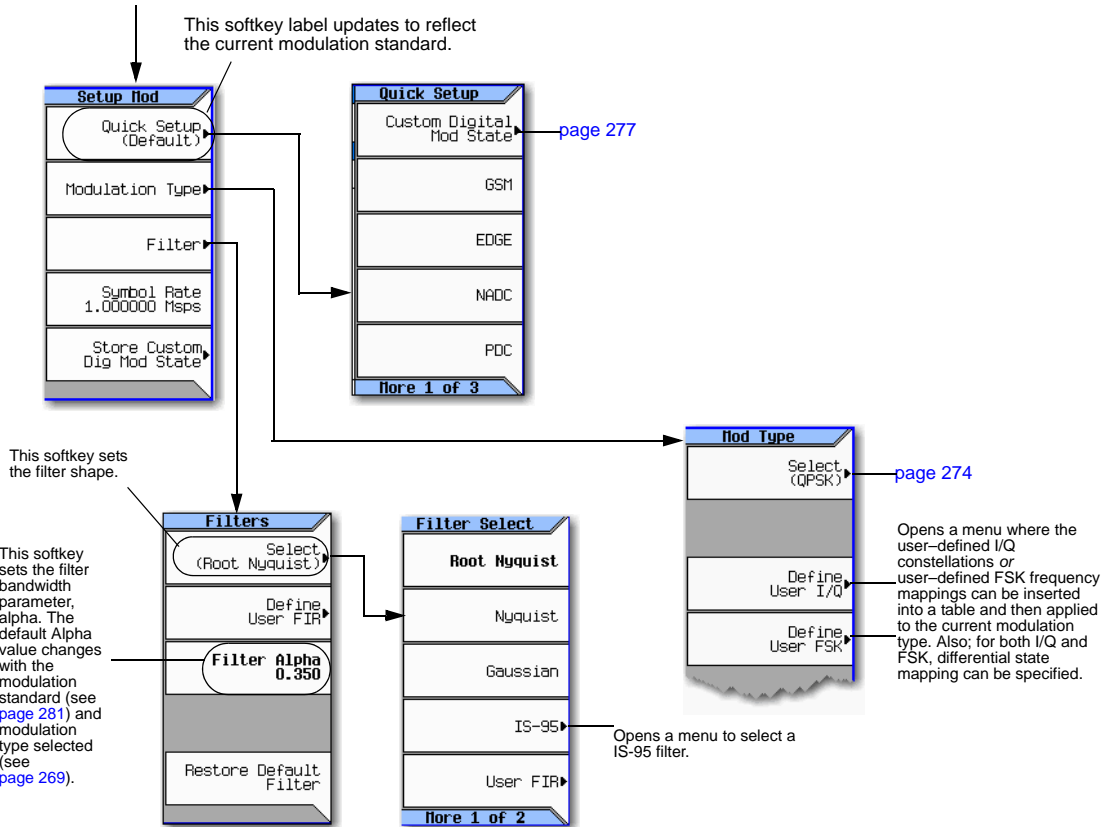 This softkey label updates to reflect
the current modulation standard.
Setup Mod
Quick Setup
(Default)
Modulation Type
Filter
Symbol Rate
1.000000 Msps
Store Custom
Dig Mod State
Quick Setup
Custom Digital
Mod State
page 277
GSM
EDGE
NADC
PDC
More 1 of 3
This softkey sets
the filter shape.
This softkey
sets the filter
bandwidth
parameter,
alpha. The
default Alpha
value changes
with the
modulation
standard (see
page 281) and
modulation
type selected
(see
page 269).
Filters
Select
(Root Nyquist)
Define
User FIR
Filter Alpha
0.350
Restore Default
Filter
Filter Select
Root Nyquist
Nyquist
Gaussian
IS-95
User FIR
More 1 of 2
Opens a menu to select a
IS-95 filter.
Mod Type
Select
(QPSK)
page 274
Define
User I/Q
Define
User FSK
Opens a menu where the
user–defined I/Q
constellations or
user–defined FSK frequency
mappings can be inserted
into a table and then applied
to the current modulation
type. Also; for both I/Q and
FSK, differential state
mapping can be specified.